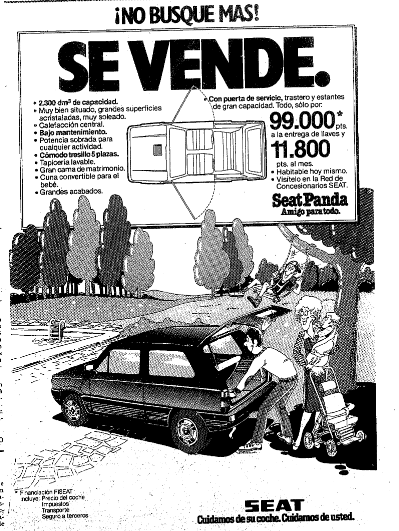 ¡NO BUSQUE MAS!
SE VENDE.
• 2.300 dm³ de capacidad.
• Muy bien situado, grandes superficies
acristaladas, muy soleado.
• Calefacción central.
• Bajo mantenimiento.
• Potencia sobrada para
cualquier actividad.
• Cómodo tresillo 5 plazas.
• Tapicería lavable.
• Gran cama de matrimonio.
• Cuna convertible para el
bebé.
• Grandes acabados.
• Con puerta de servicio, trastero y estantes
de gran capacidad. Todo, sólo por:
99.000* pts.
a la entrega de llaves y
11.800
pts. al mes.
• Habitable hoy mismo.
• Visítelo en la Red de
Concesionarios SEAT.
Seat Panda
Amigo para todo.
* Financiación FISEAT
Incluye: Precio del coche
Impuestos
Transporte
Seguro a terceros
SEAT
Cuidamos de su coche. Cuidamos de usted.